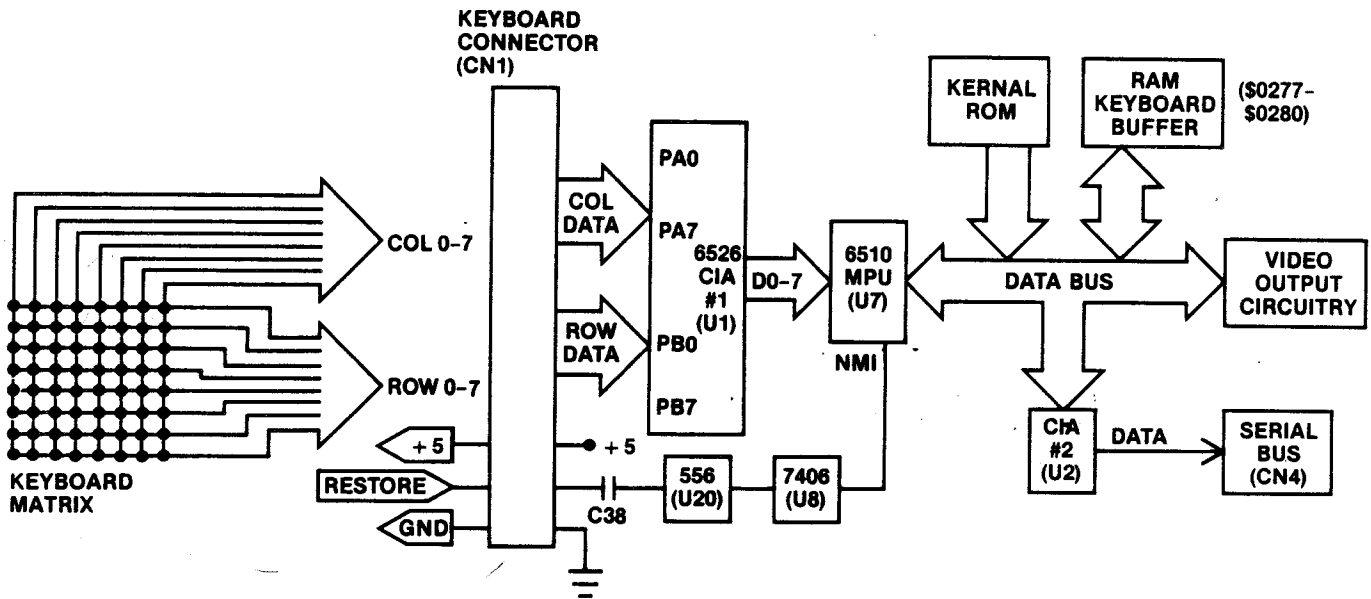 KEYBOARD
CONNECTOR
(CN1)
KERNAL
ROM
RAM
KEYBOARD
BUFFER
($0277-
$0280)
COL 0-7
COL
DATA
PA0
PA7
6526
CIA
#1
(U1)
D0-7
6510
MPU
(U7)
DATA BUS
VIDEO
OUTPUT
CIRCUITRY
ROW
DATA
PB0
PB7
NMI
ROW 0-7
+5
+5
RESTORE
GND
C38
556
(U20)
7406
(U8)
CIA
#2
(U2)
DATA
SERIAL
BUS
(CN4)
KEYBOARD
MATRIX